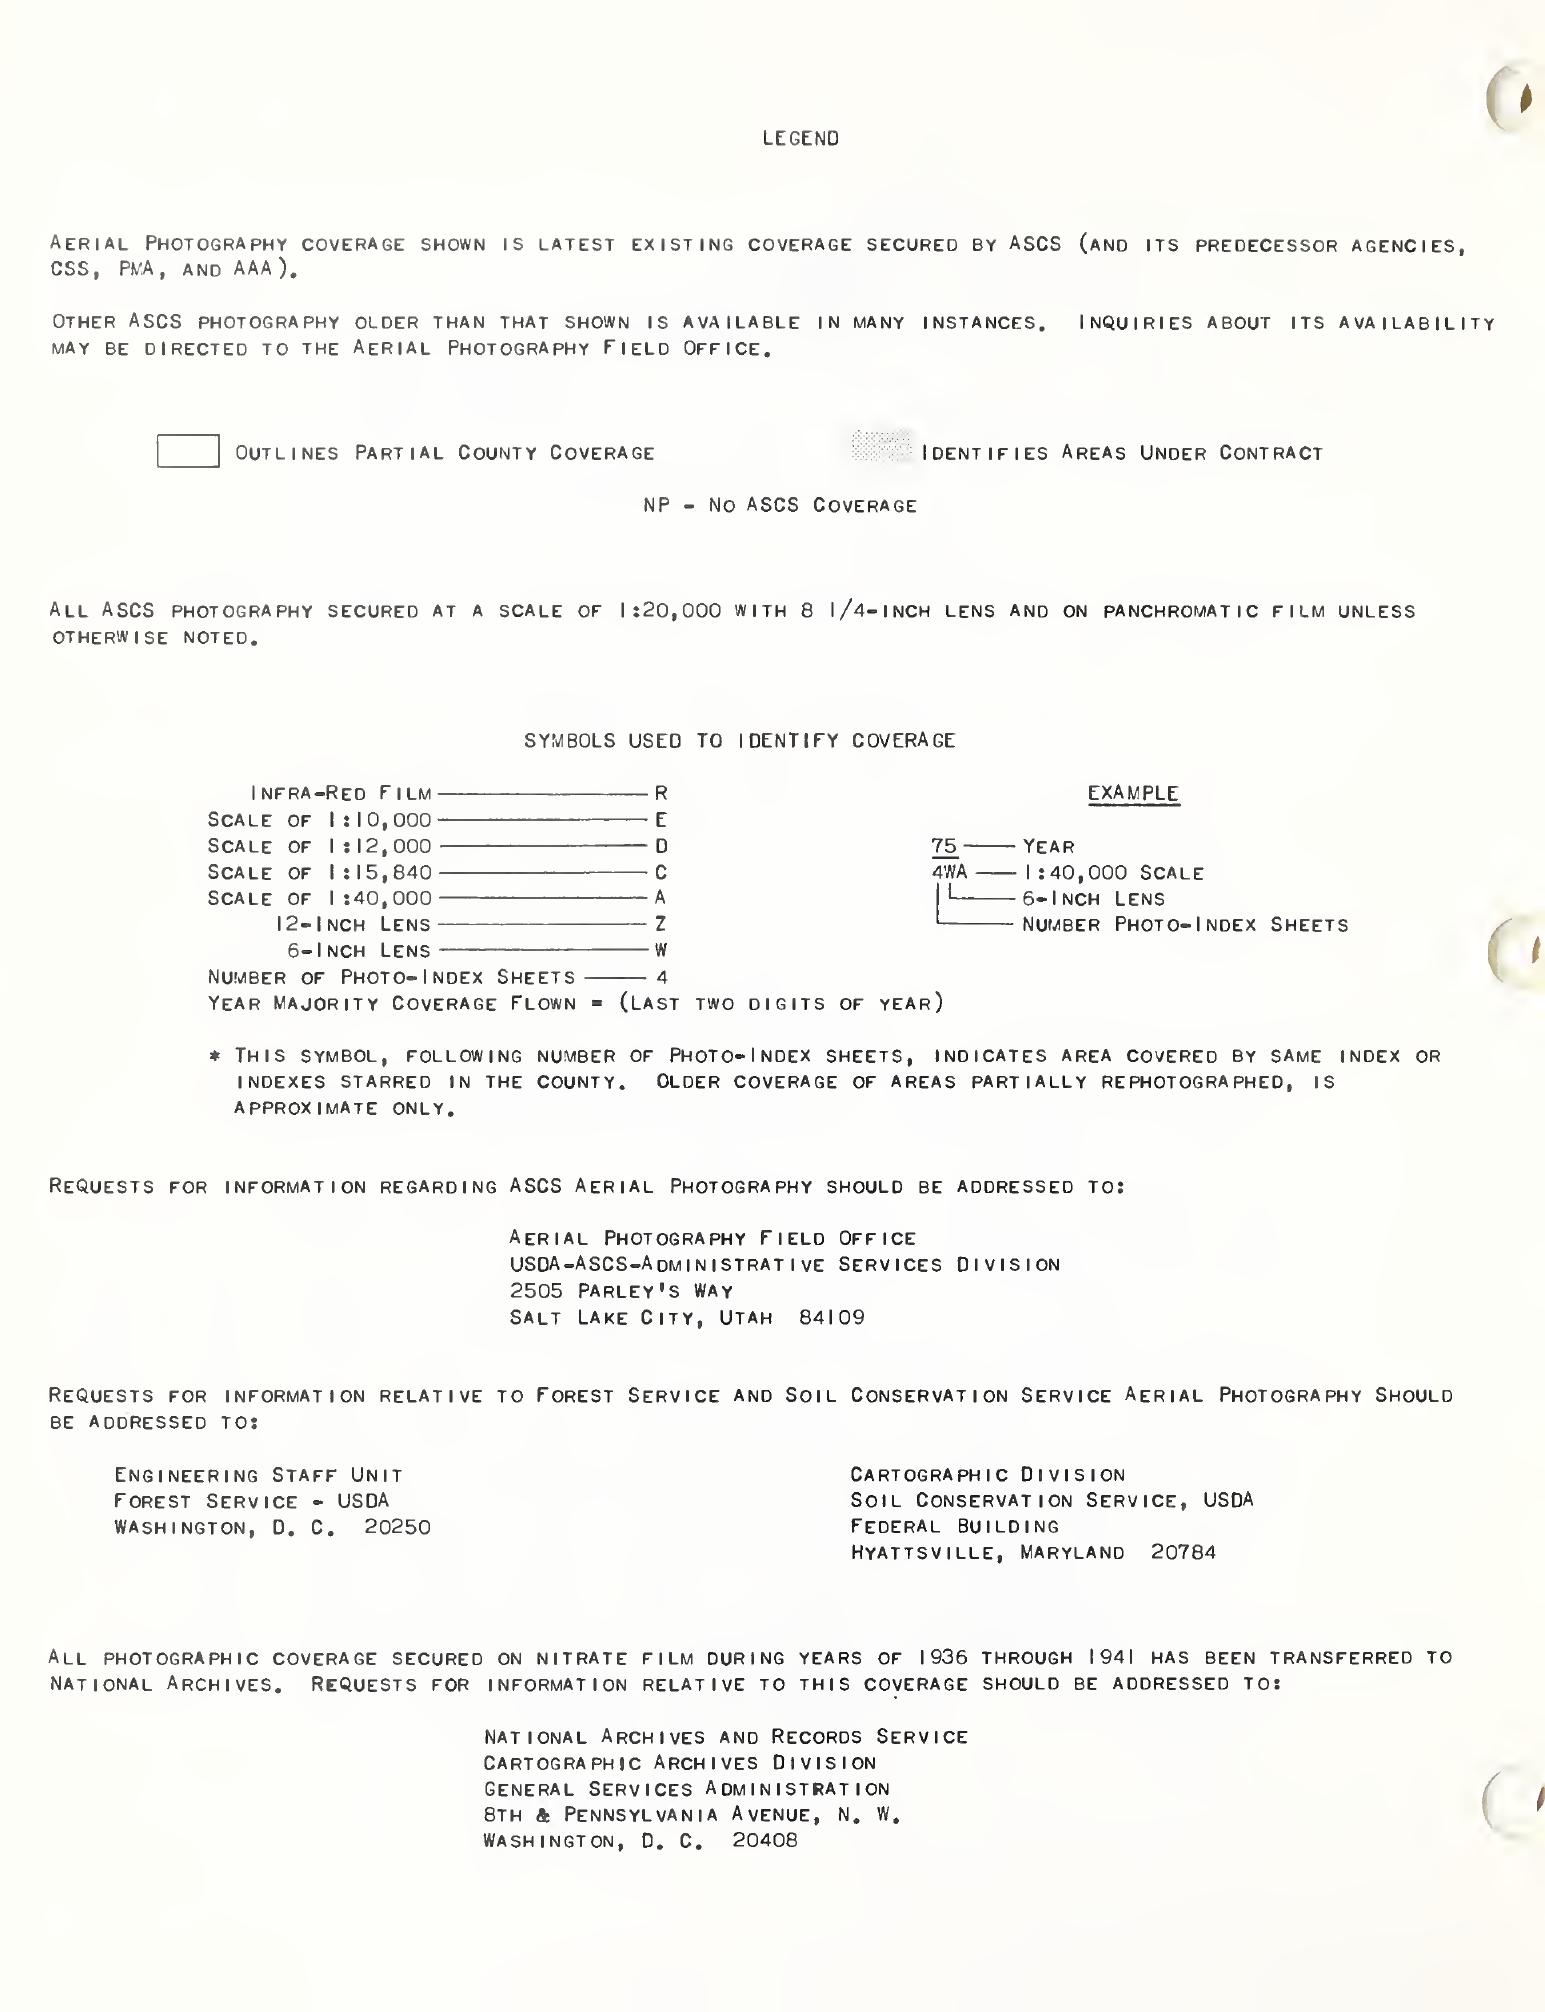 LEGEND
AERIAL PHOTOGRAPHY COVERAGE SHOWN IS LATEST EXISTING COVERAGE SECURED BY ASCS (AND ITS PREDECESSOR AGENCIES,
CSS, PMA, AND AAA).
OTHER ASCS PHOTOGRAPHY OLDER THAN THAT SHOWN IS AVAILABLE IN MANY INSTANCES. INQUIRIES ABOUT ITS AVAILABILITY
MAY BE DIRECTED TO THE AERIAL PHOTOGRAPHY FIELD OFFICE.
OUTLINES PARTIAL COUNTY COVERAGE
IDENTIFIES AREAS UNDER CONTRACT
NP - NO ASCS COVERAGE
ALL ASCS PHOTOGRAPHY SECURED AT A SCALE OF 1:20,000 WITH 8 1/4-INCH LENS AND ON PANCHROMATIC FILM UNLESS
OTHERWISE NOTED.
SYMBOLS USED TO IDENTIFY COVERAGE
INFRA-RED FILM R
SCALE OF 1:10,000 E
SCALE OF 1:12,000 D
SCALE OF 1:15,840 C
SCALE OF 1:40,000 A
12-INCH LENS Z
6-INCH LENS W
NUMBER OF PHOTO-INDEX SHEETS 4
YEAR MAJORITY COVERAGE FLOWN = (LAST TWO DIGITS OF YEAR)
EXAMPLE
75 YEAR
4WA 1:40,000 SCALE
6-INCH LENS
NUMBER PHOTO-INDEX SHEETS
* THIS SYMBOL, FOLLOWING NUMBER OF PHOTO-INDEX SHEETS, INDICATES AREA COVERED BY SAME INDEX OR
INDEXES STARRED IN THE COUNTY. OLDER COVERAGE OF AREAS PARTIALLY REPHOTOGRAPHED, IS
APPROXIMATE ONLY.
REQUESTS FOR INFORMATION REGARDING ASCS AERIAL PHOTOGRAPHY SHOULD BE ADDRESSED TO:
AERIAL PHOTOGRAPHY FIELD OFFICE
USDA-ASCS-ADMINISTRATIVE SERVICES DIVISION
2505 PARLEY'S WAY
SALT LAKE CITY, UTAH 84109
REQUESTS FOR INFORMATION RELATIVE TO FOREST SERVICE AND SOIL CONSERVATION SERVICE AERIAL PHOTOGRAPHY SHOULD
BE ADDRESSED TO:
ENGINEERING STAFF UNIT
FOREST SERVICE - USDA
WASHINGTON, D. C. 20250
CARTOGRAPHIC DIVISION
SOIL CONSERVATION SERVICE, USDA
FEDERAL BUILDING
HYATTSVILLE, MARYLAND 20784
ALL PHOTOGRAPHIC COVERAGE SECURED ON NITRATE FILM DURING YEARS OF 1936 THROUGH 1941 HAS BEEN TRANSFERRED TO
NATIONAL ARCHIVES. REQUESTS FOR INFORMATION RELATIVE TO THIS COVERAGE SHOULD BE ADDRESSED TO:
NATIONAL ARCHIVES AND RECORDS SERVICE
CARTOGRAPHIC ARCHIVES DIVISION
GENERAL SERVICES ADMINISTRATION
8TH & PENNSYLVANIA AVENUE, N. W.
WASHINGTON, D. C. 20408